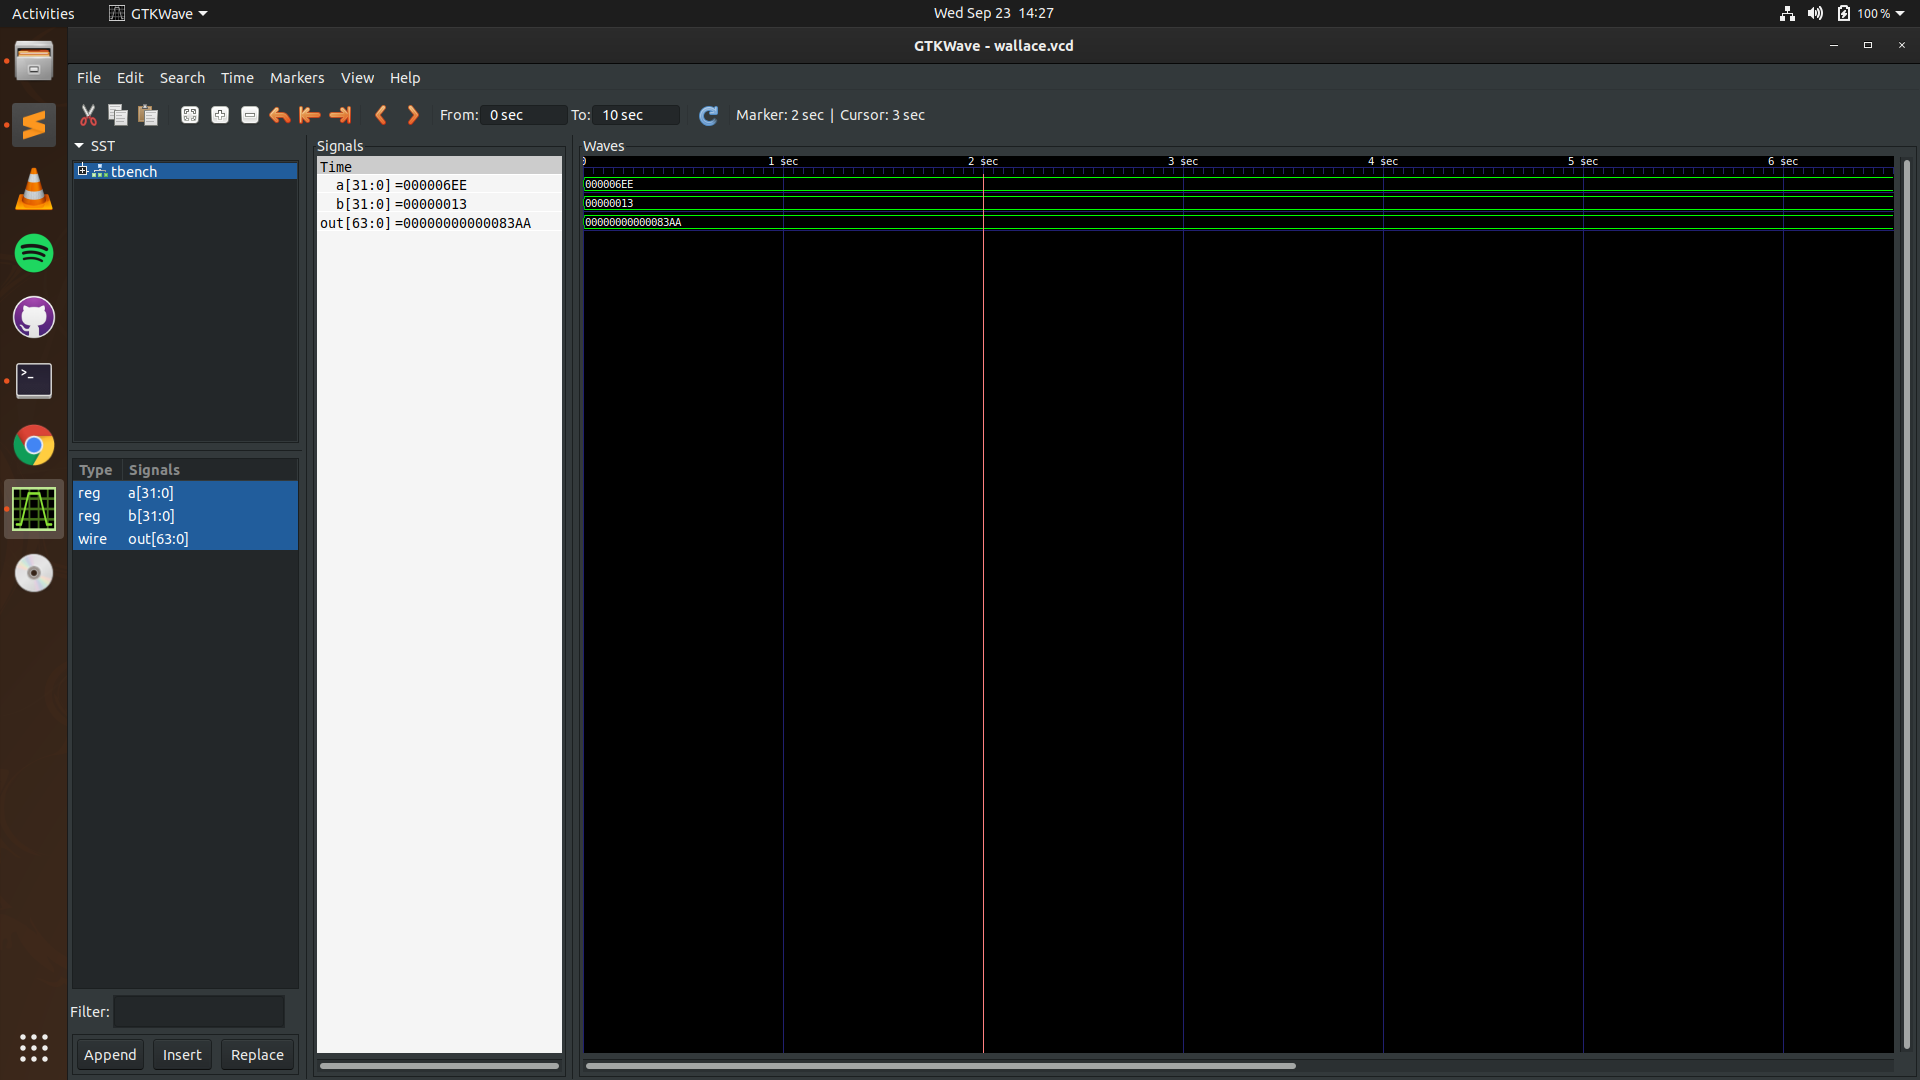 Activities GTKWave Wed Sep 23 14:27 100 %
GTKWave - wallace.vcd
File Edit Search Time Markers View Help
From: 0 sec To: 10 sec Marker: 2 sec | Cursor: 3 sec
SST
tbench
Type Signals
reg a[31:0]
reg b[31:0]
wire out[63:0]
Filter:
Append Insert Replace
Signals
Time
a[31:0] =000006EE
b[31:0] =00000013
out[63:0] =00000000000083AA
Waves
0 1 sec 2 sec 3 sec 4 sec 5 sec 6 sec
000006EE
00000013
00000000000083AA